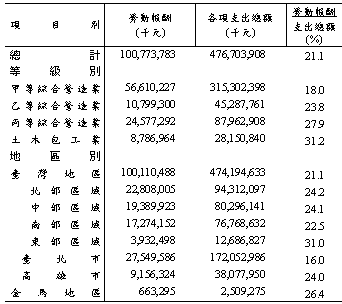 項目別 勞動報酬 (千元) 各項支出總額 (千元) 勞動報酬 支出總額 (%)
總計 100,773,783 476,703,908 21.1
等級別
甲等綜合營造業 56,610,227 315,302,398 18.0
乙等綜合營造業 10,799,300 45,287,761 23.8
丙等綜合營造業 24,577,292 87,962,908 27.9
土木包工業 8,786,964 28,150,840 31.2
地區別
臺灣地區 100,110,488 474,194,633 21.1
北部區域 22,808,005 94,312,097 24.2
中部區域 19,389,923 80,296,141 24.1
南部區域 17,274,152 76,768,632 22.5
東部區域 3,932,498 12,686,827 31.0
臺北市 27,549,586 172,052,986 16.0
高雄市 9,156,324 38,077,950 24.0
金馬地區 663,295 2,509,275 26.4